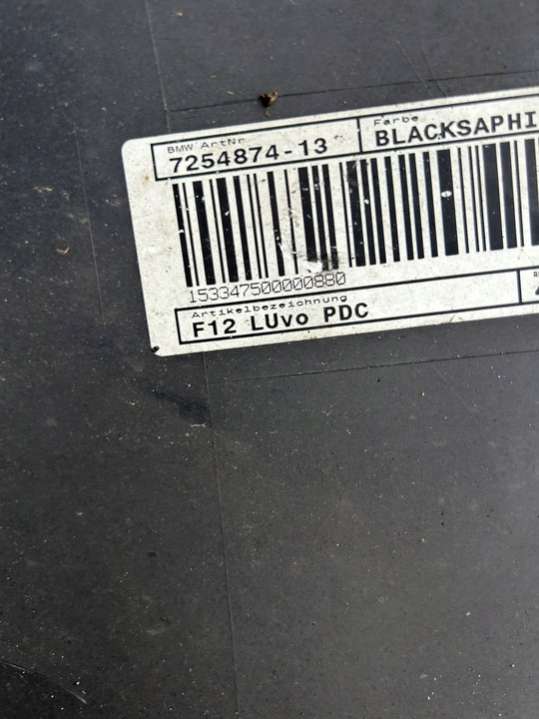 BMW ArtNr
7254874-13
Farbe
BLACKSAPHI
153347500000880
Artikelbezeichnung
F12 LUvo PDC